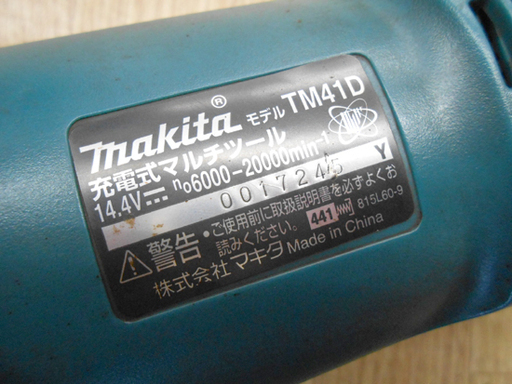 makita® モデル TM41D
充電式マルチツール
14.4V⎓ n₀6000-20000min⁻¹
0017245 Y
警告 ・ご使用前に取扱説明書を必ずよくお
読みください。 441 815L60-9
株式会社 マキタ Made in China